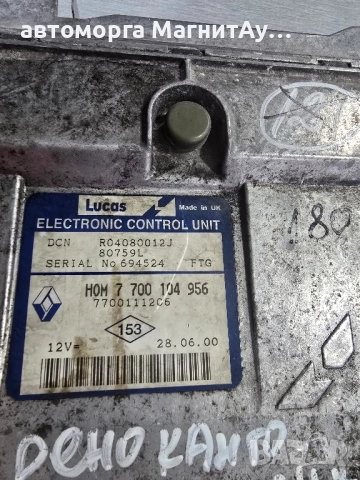 автоморга МагнитАу...
Lucas
Made in UK
ELECTRONIC CONTROL UNIT
DCN R04080012J
80759L
SERIAL No 694524 FTG
HOM 7 700 104 956
7700111206
153
12V= 28.06.00
180
РЕНО КАНГО